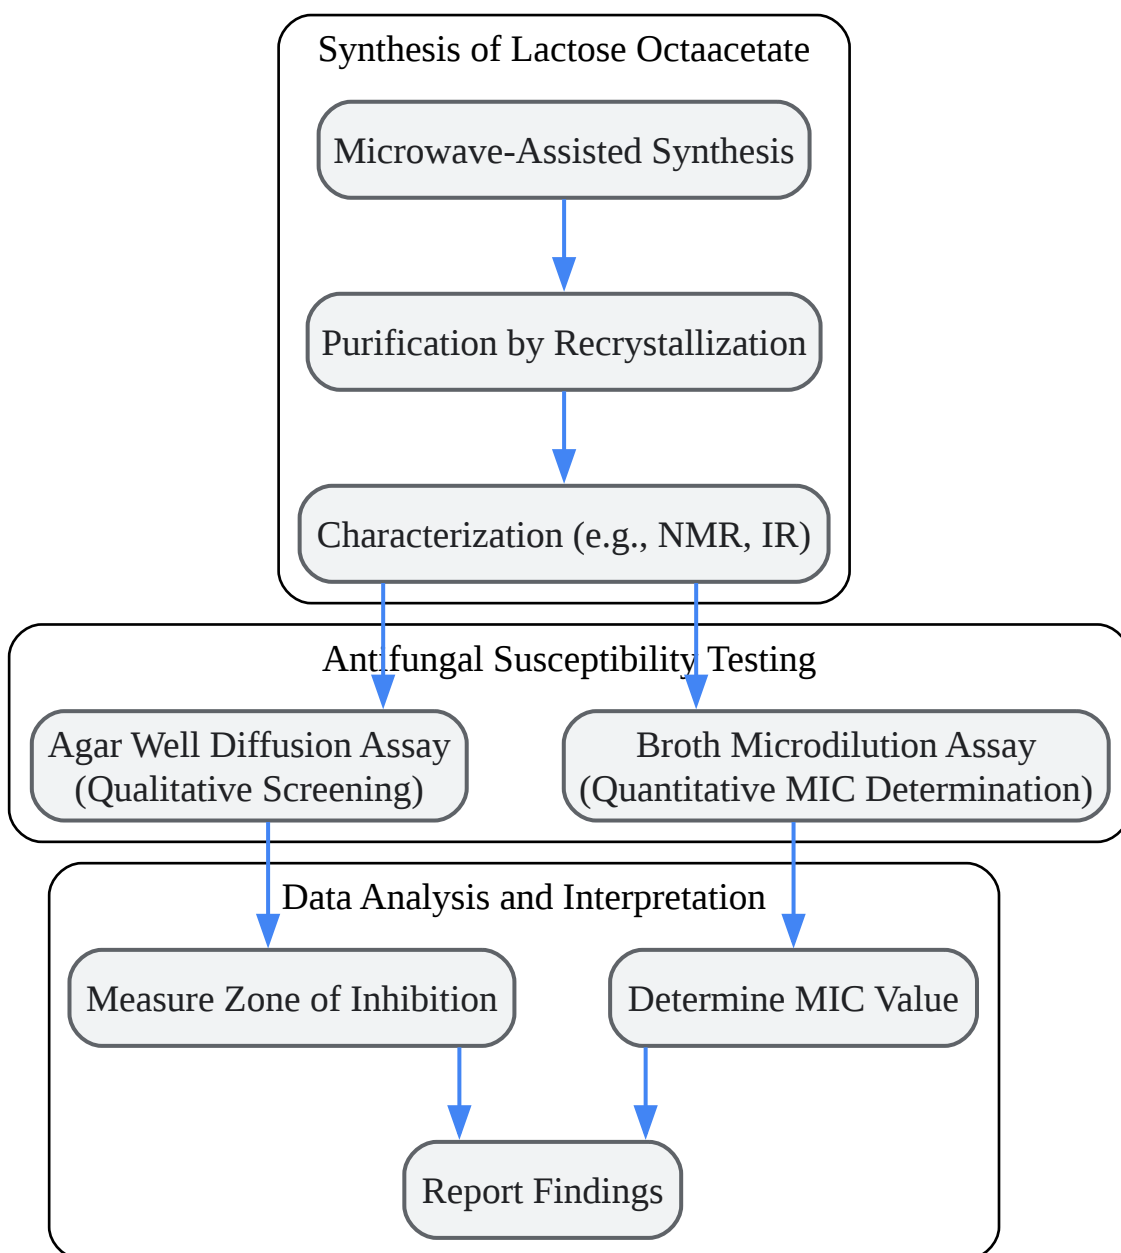 Synthesis of Lactose Octaacetate
Microwave-Assisted Synthesis
Purification by Recrystallization
Characterization (e.g., NMR, IR)
Antifungal Susceptibility Testing
Agar Well Diffusion Assay
(Qualitative Screening)
Broth Microdilution Assay
(Quantitative MIC Determination)
Data Analysis and Interpretation
Measure Zone of Inhibition
Determine MIC Value
Report Findings